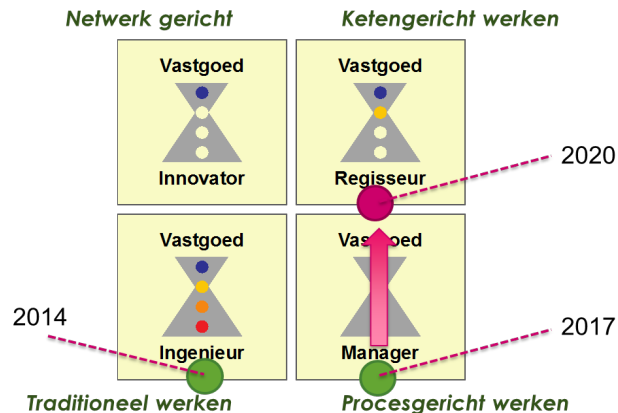 Netwerk gericht
Ketengericht werken
Vastgoed
Innovator
Vastgoed
Regisseur
2020
Vastgoed
Ingenieur
Vastgoed
Manager
2014
2017
Traditioneel werken
Procesgericht werken